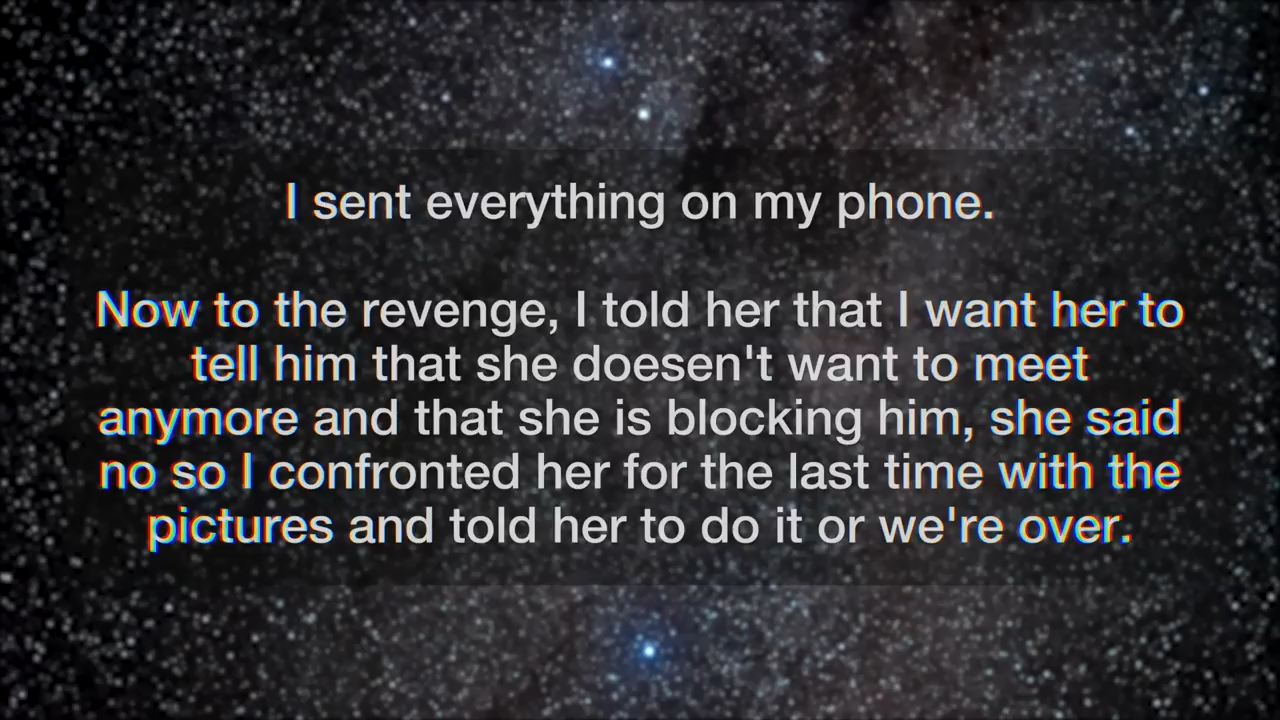 I sent everything on my phone.
Now to the revenge, I told her that I want her to
tell him that she doesen't want to meet
anymore and that she is blocking him, she said
no so I confronted her for the last time with the
pictures and told her to do it or we're over.